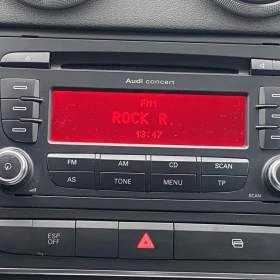 Audi concert
FM1
ROCK R.
13:47
FM AM CD SCAN
AS TONE MENU TP
SCAN
ESP
OFF